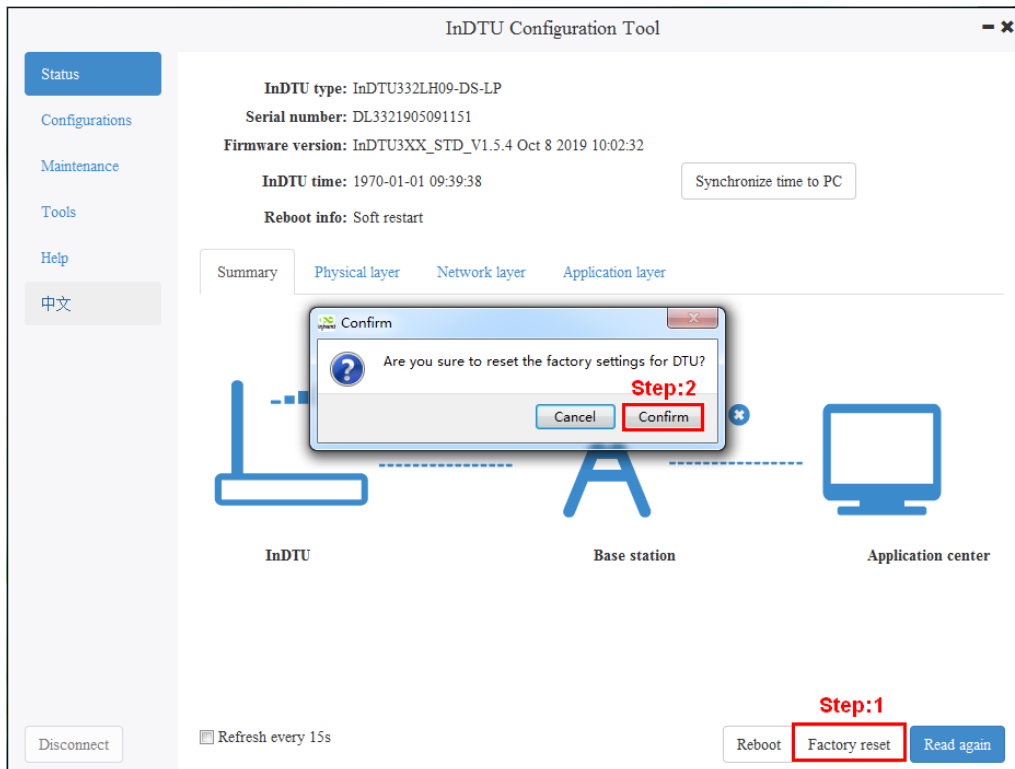 InDTU Configuration Tool
Status
Configurations
Maintenance
Tools
Help
中文
InDTU type: InDTU332LH09-DS-LP
Serial number: DL3321905091151
Firmware version: InDTU3XX_STD_V1.5.4 Oct 8 2019 10:02:32
InDTU time: 1970-01-01 09:39:38
Synchronize time to PC
Reboot info: Soft restart
Summary Physical layer Network layer Application layer
Confirm
Are you sure to reset the factory settings for DTU?
Step:2
Cancel Confirm
InDTU Base station Application center
Step:1
Disconnect
Refresh every 15s
Reboot Factory reset Read again